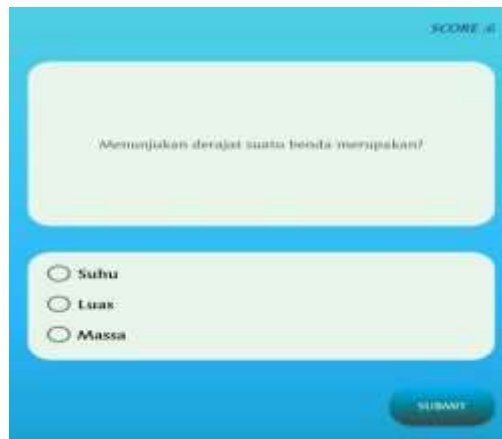 SCORE :
Menunjukan derajat suatu benda merupakan?
Suhu
Luas
Massa
SUBMIT